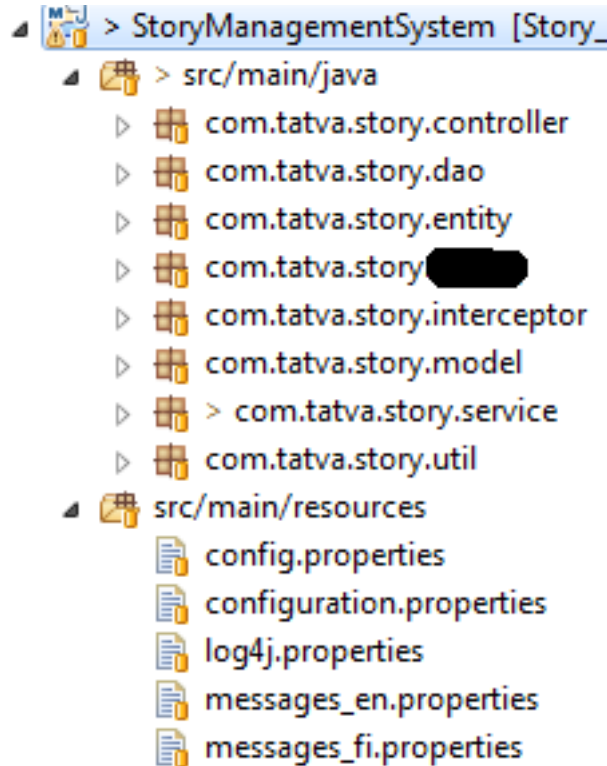 > StoryManagementSystem [Story_
> src/main/java
com.tatva.story.controller
com.tatva.story.dao
com.tatva.story.entity
com.tatva.story
com.tatva.story.interceptor
com.tatva.story.model
> com.tatva.story.service
com.tatva.story.util
src/main/resources
config.properties
configuration.properties
log4j.properties
messages_en.properties
messages_fi.properties